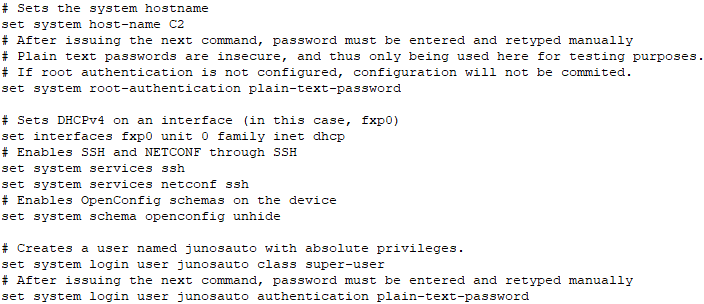 # Sets the system hostname
set system host-name C2
# After issuing the next command, password must be entered and retyped manually
# Plain text passwords are insecure, and thus only being used here for testing purposes.
# If root authentication is not configured, configuration will not be commited.
set system root-authentication plain-text-password

# Sets DHCPv4 on an interface (in this case, fxp0)
set interfaces fxp0 unit 0 family inet dhcp
# Enables SSH and NETCONF through SSH
set system services ssh
set system services netconf ssh
# Enables OpenConfig schemas on the device
set system schema openconfig unhide

# Creates a user named junosauto with absolute privileges.
set system login user junosauto class super-user
# After issuing the next command, password must be entered and retyped manually
set system login user junosauto authentication plain-text-password